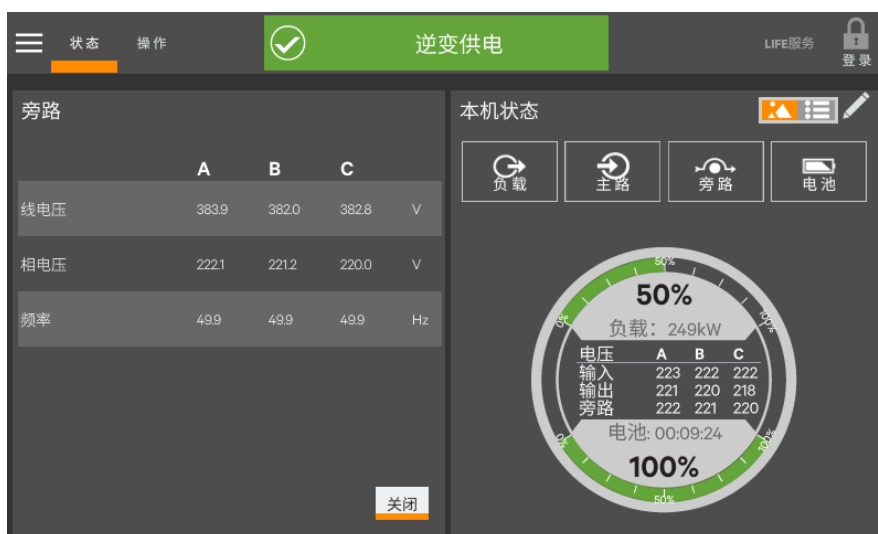 状态 操作 逆变供电 LIFE服务 登录
旁路
A B C
线电压 383.9 382.0 382.8 V
相电压 222.1 221.2 220.0 V
频率 49.9 49.9 49.9 Hz
关闭
本机状态
负载 主路 旁路 电池
50%
0% 100%
50%
负载：249kW
电压 A B C
输入 223 222 222
输出 221 220 218
旁路 222 221 220
电池: 00:09:24
0% 100%
100%
50%